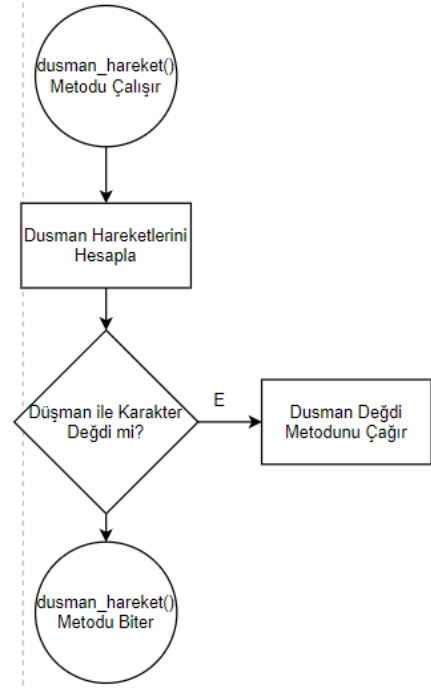 dusman_hareket()
Metodu Çalışır
Dusman Hareketlerini
Hesapla
Düşman ile Karakter
Değdi mi?
E
Dusman Değdi
Metodunu Çağır
dusman_hareket()
Metodu Biter